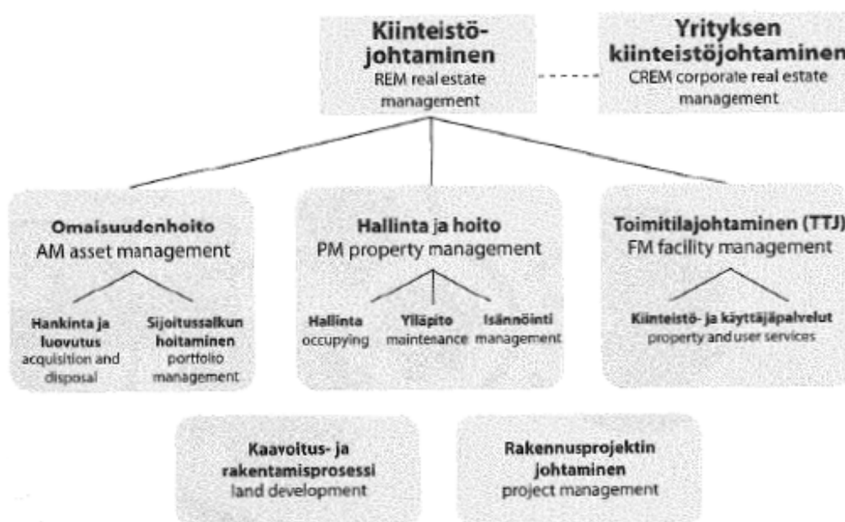 Kiinteistö-
johtaminen
REM real estate
management
Yrityksen
kiinteistöjohtaminen
CREM corporate real estate
management
Omaisuudenhoito
AM asset management
Hankinta ja
luovutus
acquisition and
disposal
Sijoitussalkun
hoitaminen
portfolio
management
Hallinta ja hoito
PM property management
Hallinta
occupying
Ylläpito
maintenance
Isännöinti
management
Toimitilajohtaminen (TTJ)
FM facility management
Kiinteistö- ja käyttäjäpalvelut
property and user services
Kaavoitus- ja
rakentamisprosessi
land development
Rakennusprojektin
johtaminen
project management